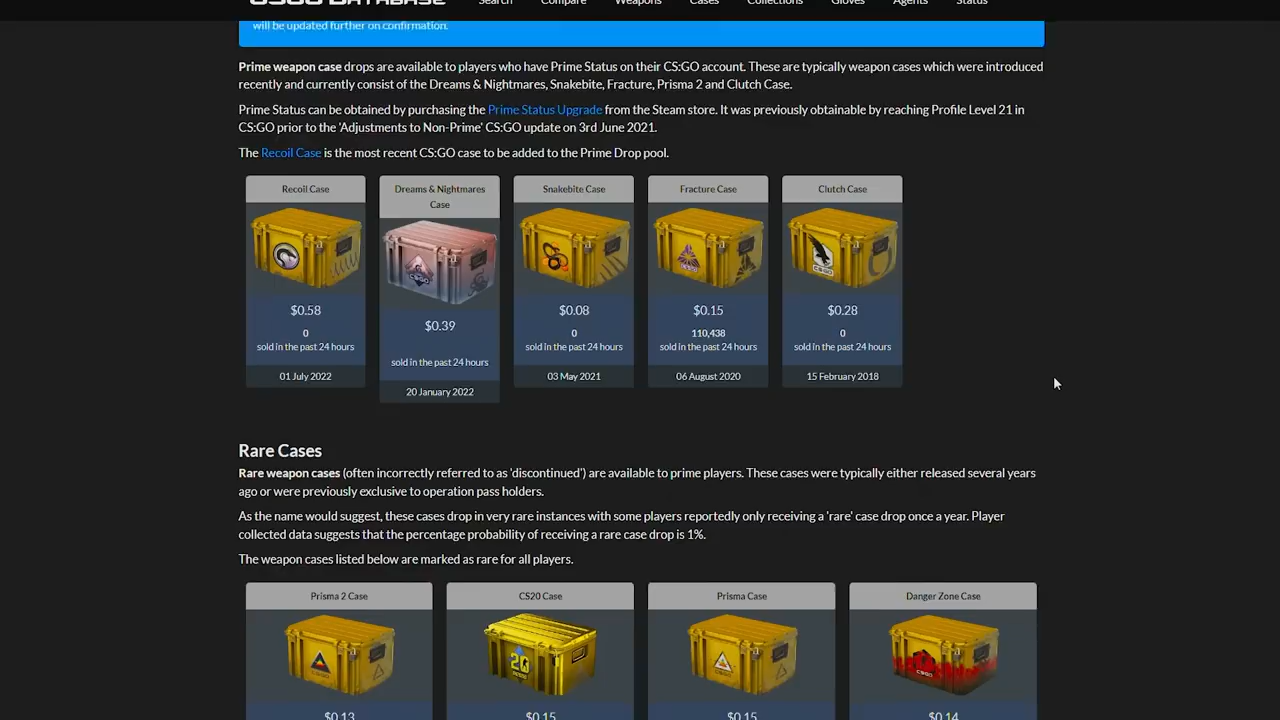 CSGO DATABASE
Search Compare Weapons Cases Collections Gloves Agents Status
will be updated further on confirmation.
Prime weapon case drops are available to players who have Prime Status on their CS:GO account. These are typically weapon cases which were introduced
recently and currently consist of the Dreams & Nightmares, Snakebite, Fracture, Prisma 2 and Clutch Case.
Prime Status can be obtained by purchasing the Prime Status Upgrade from the Steam store. It was previously obtainable by reaching Profile Level 21 in
CS:GO prior to the 'Adjustments to Non-Prime' CS:GO update on 3rd June 2021.
The Recoil Case is the most recent CS:GO case to be added to the Prime Drop pool.
Recoil Case
$0.58
0
sold in the past 24 hours
01 July 2022
Dreams & Nightmares
Case
$0.39
sold in the past 24 hours
20 January 2022
Snakebite Case
$0.08
0
sold in the past 24 hours
03 May 2021
Fracture Case
$0.15
110,438
sold in the past 24 hours
06 August 2020
Clutch Case
$0.28
0
sold in the past 24 hours
15 February 2018
Rare Cases
Rare weapon cases (often incorrectly referred to as 'discontinued') are available to prime players. These cases were typically either released several years
ago or were previously exclusive to operation pass holders.
As the name would suggest, these cases drop in very rare instances with some players reportedly only receiving a 'rare' case drop once a year. Player
collected data suggests that the percentage probability of receiving a rare case drop is 1%.
The weapon cases listed below are marked as rare for all players.
Prisma 2 Case
$0.13
CS20 Case
20
$0.15
Prisma Case
$0.15
Danger Zone Case
$0.14